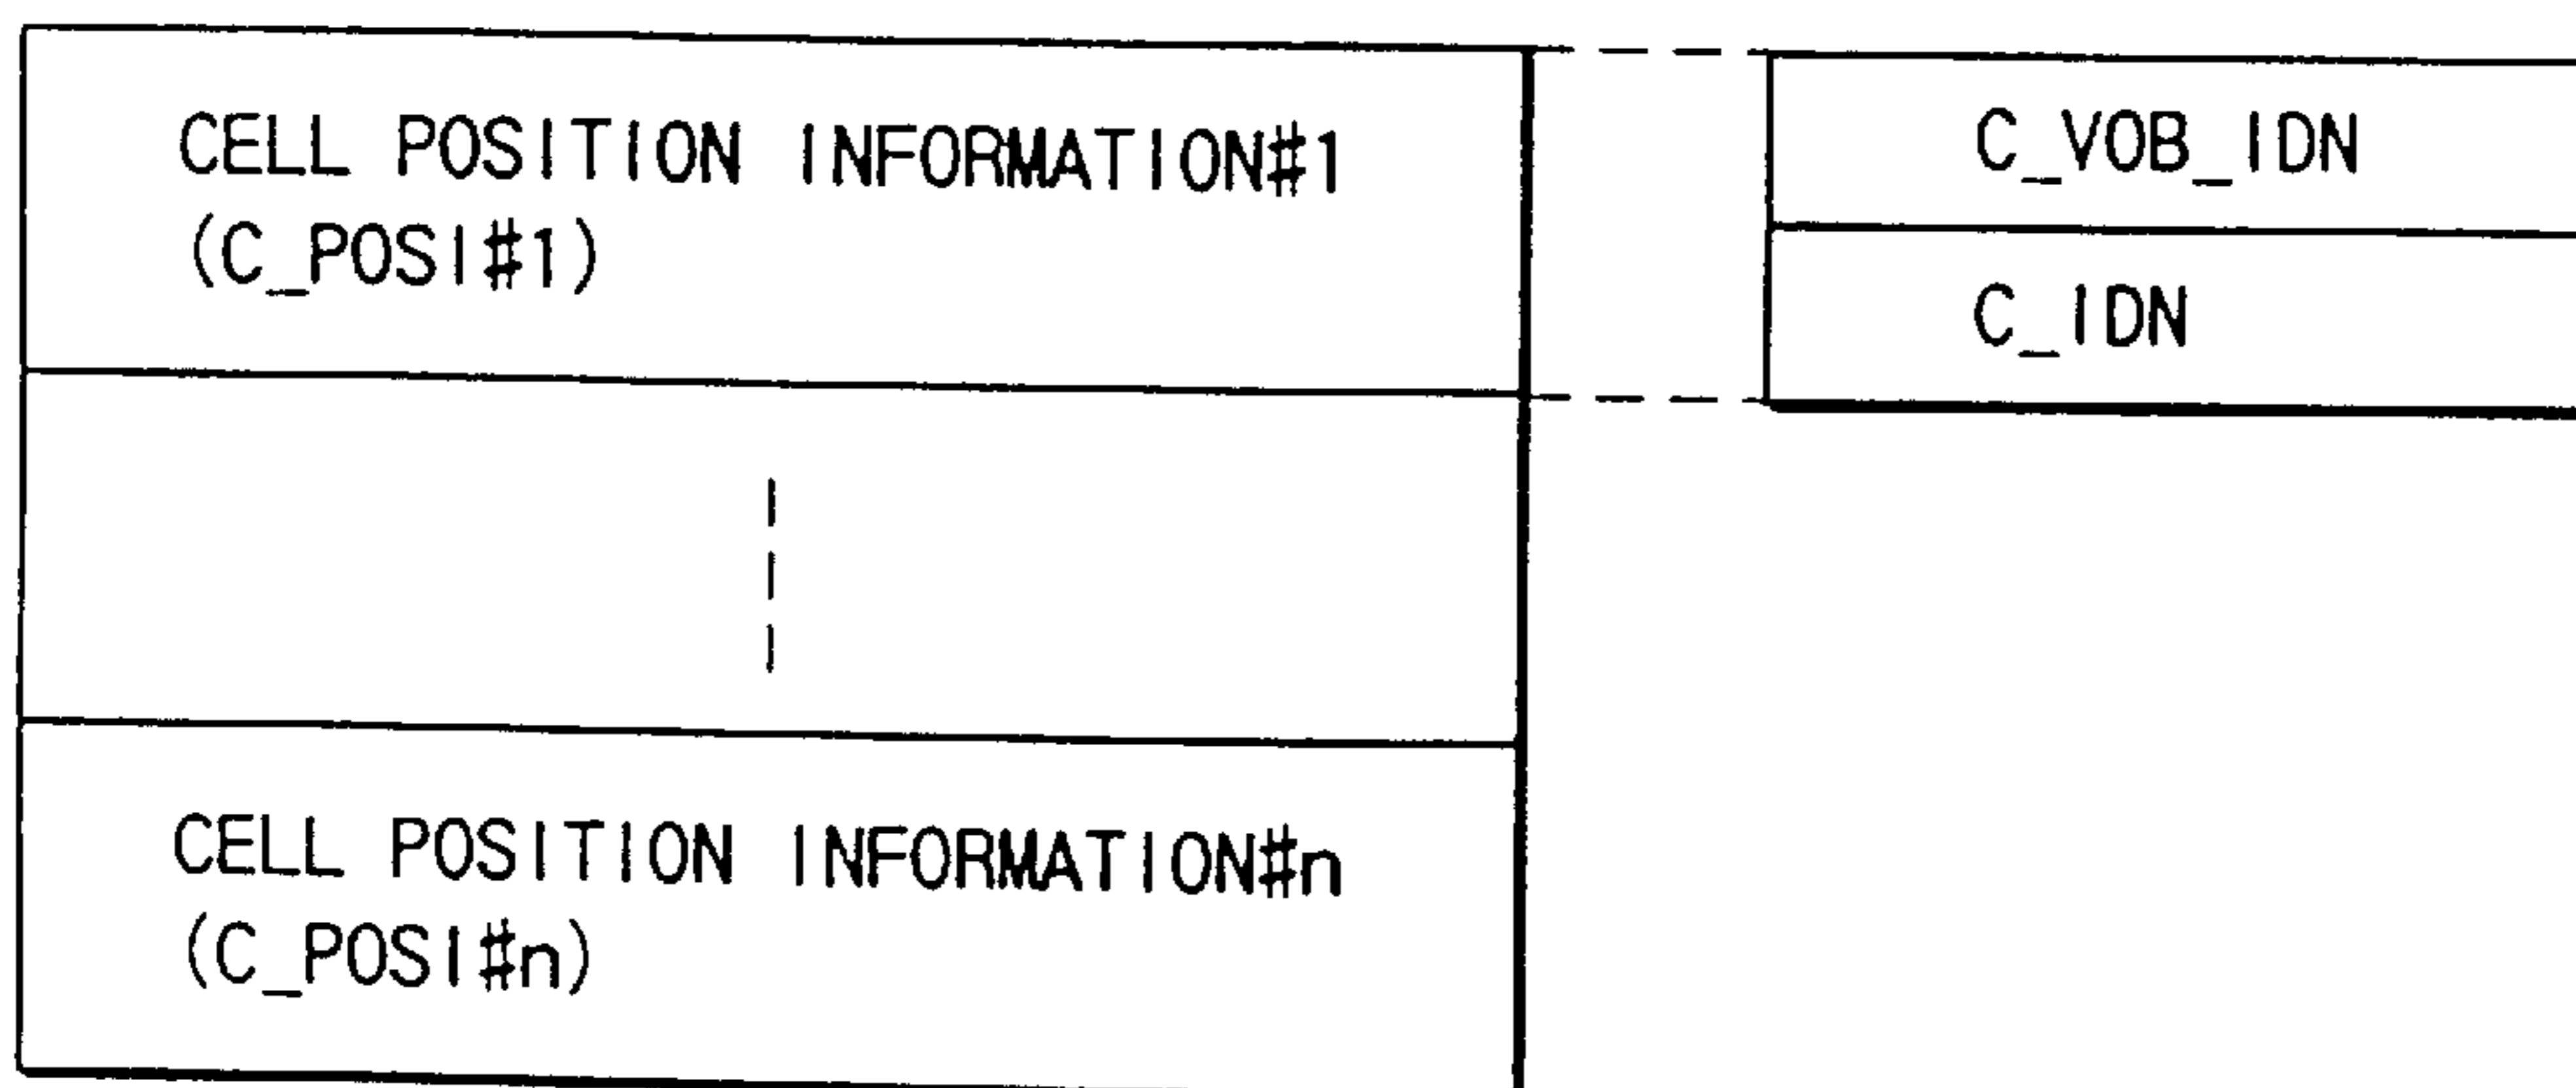 CELL POSITION INFORMATION#1
(C_POSI#1)
C_VOB_IDN
C_IDN
CELL POSITION INFORMATION#n
(C_POSI#n)